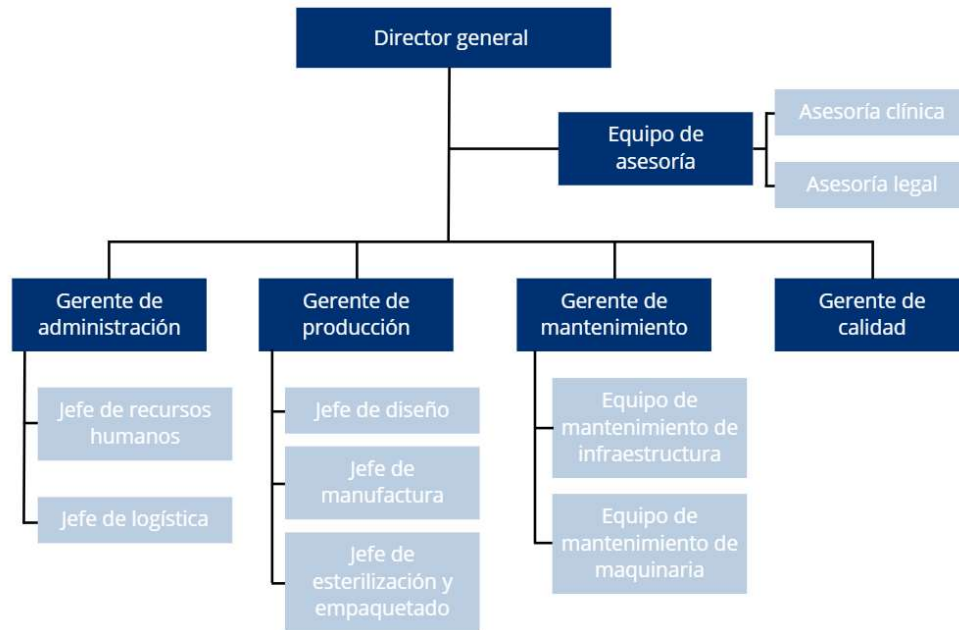 Director general
Equipo de
asesoría
Asesoría clínica
Asesoría legal
Gerente de
administración
Jefe de recursos
humanos
Jefe de logística
Gerente de
producción
Jefe de diseño
Jefe de
manufactura
Jefe de
esterilización y
empaquetado
Gerente de
mantenimiento
Equipo de
mantenimiento de
infraestructura
Equipo de
mantenimiento de
maquinaria
Gerente de
calidad